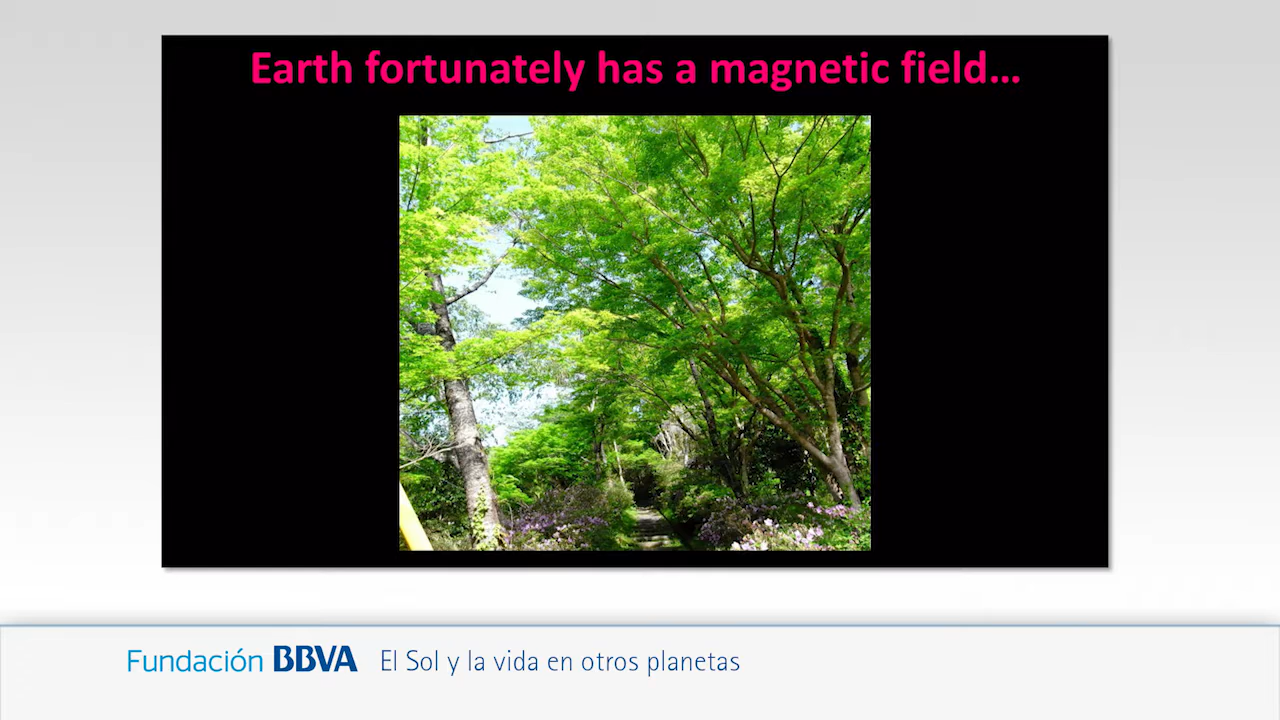 Earth fortunately has a magnetic field...
Fundación BBVA El Sol y la vida en otros planetas